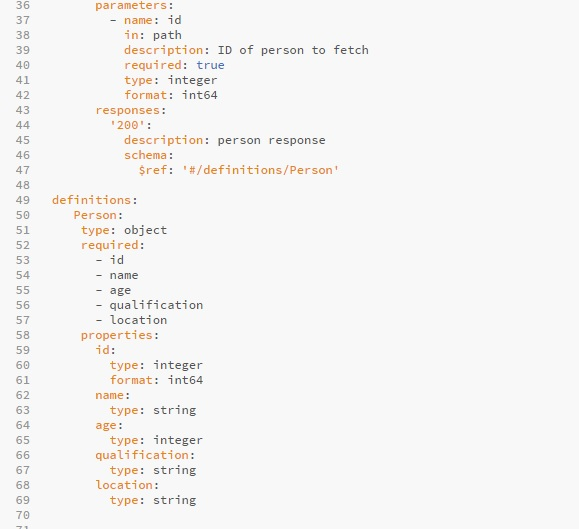 36 parameters:
37 - name: id
38 in: path
39 description: ID of person to fetch
40 required: true
41 type: integer
42 format: int64
43 responses:
44 '200':
45 description: person response
46 schema:
47 $ref: '#/definitions/Person'
48
49 definitions:
50 Person:
51 type: object
52 required:
53 - id
54 - name
55 - age
56 - qualification
57 - location
58 properties:
59 id:
60 type: integer
61 format: int64
62 name:
63 type: string
64 age:
65 type: integer
66 qualification:
67 type: string
68 location:
69 type: string
70